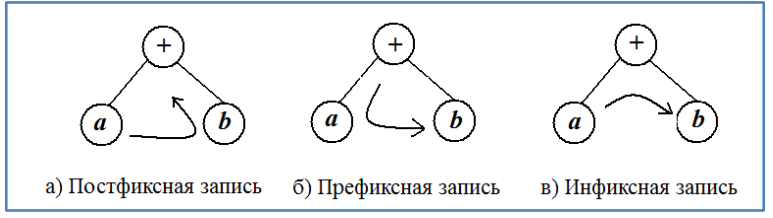 + + +
a b a b a b
а) Постфиксная запись б) Префиксная запись в) Инфиксная запись